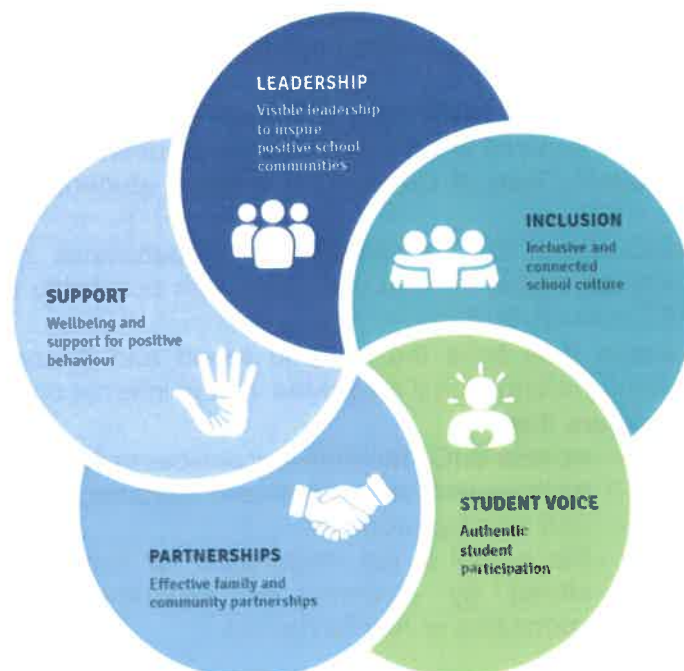 LEADERSHIP
Visible leadership
to inspire
positive school
communities
INCLUSION
Inclusive and
connected
school culture
STUDENT VOICE
Authentic
student
participation
PARTNERSHIPS
Effective family and
community partnerships
SUPPORT
Wellbeing and
support for positive
behaviour